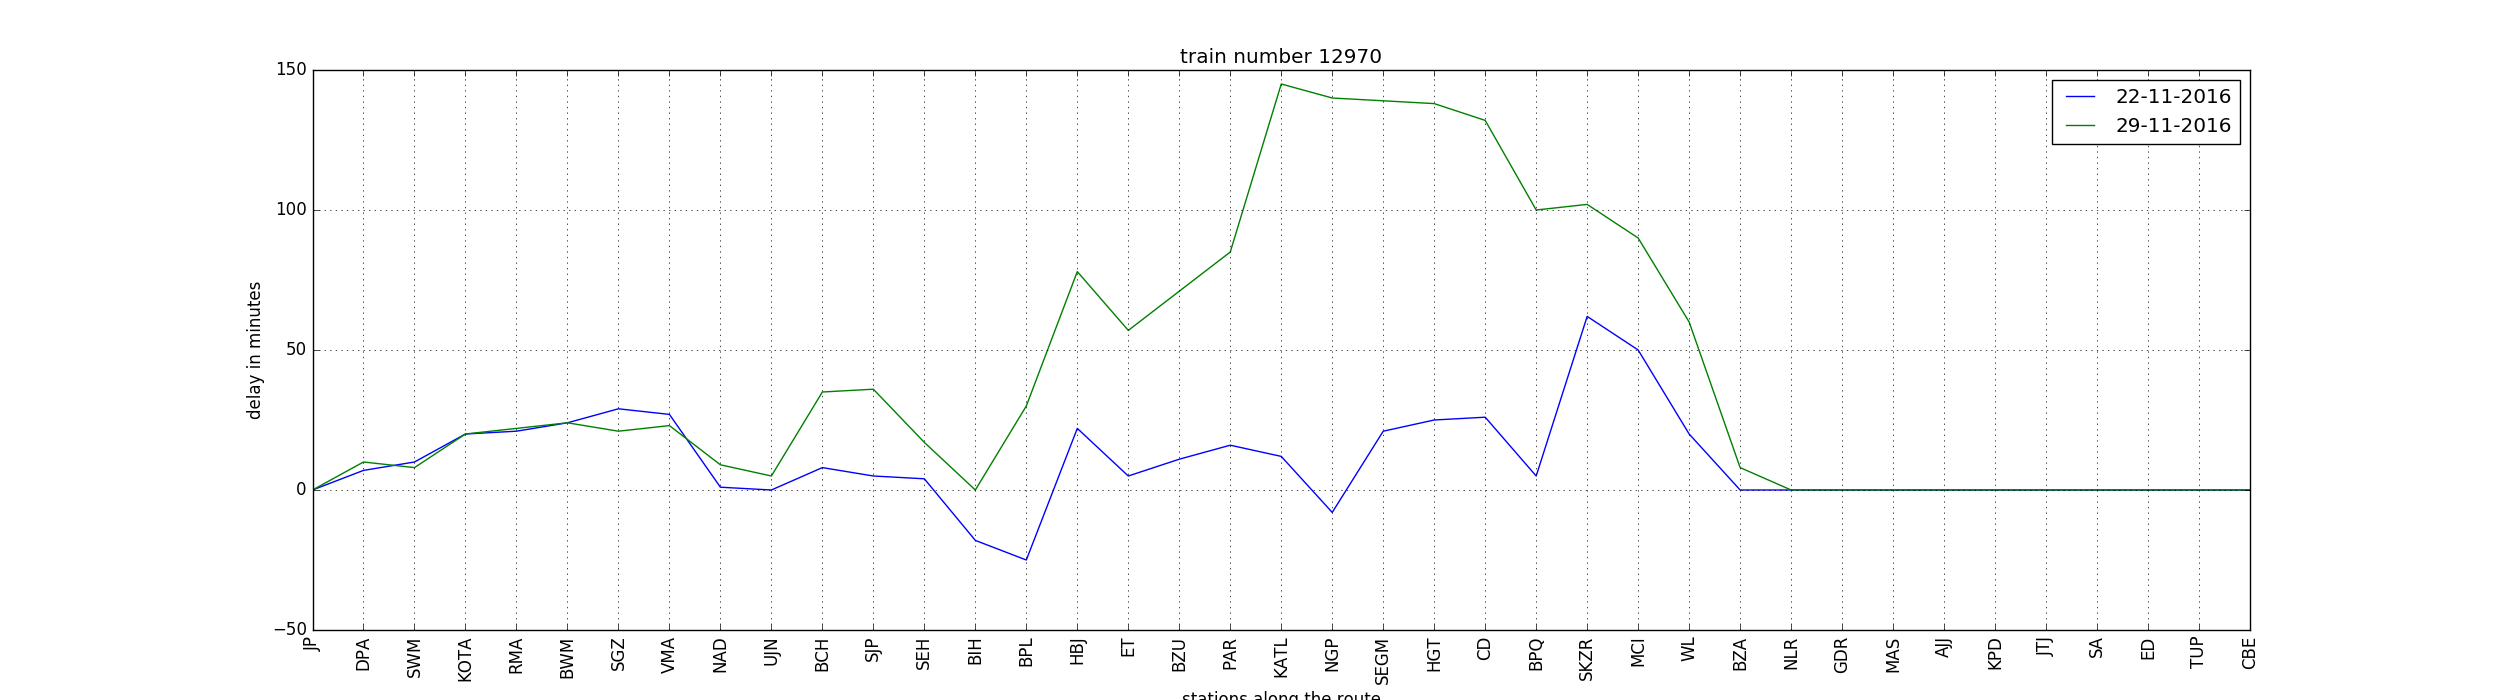 train number 12970
150
100
50
0
−50
delay in minutes
22-11-2016
29-11-2016
JP
DPA
SWM
KOTA
RMA
BWM
SGZ
VMA
NAD
UJN
BCH
SJP
SEH
BIH
BPL
HBJ
ET
BZU
PAR
KATL
NGP
SEGM
HGT
CD
BPQ
SKZR
MCI
WL
BZA
NLR
GDR
MAS
AJJ
KPD
JTJ
SA
ED
TUP
CBE
stations along the route